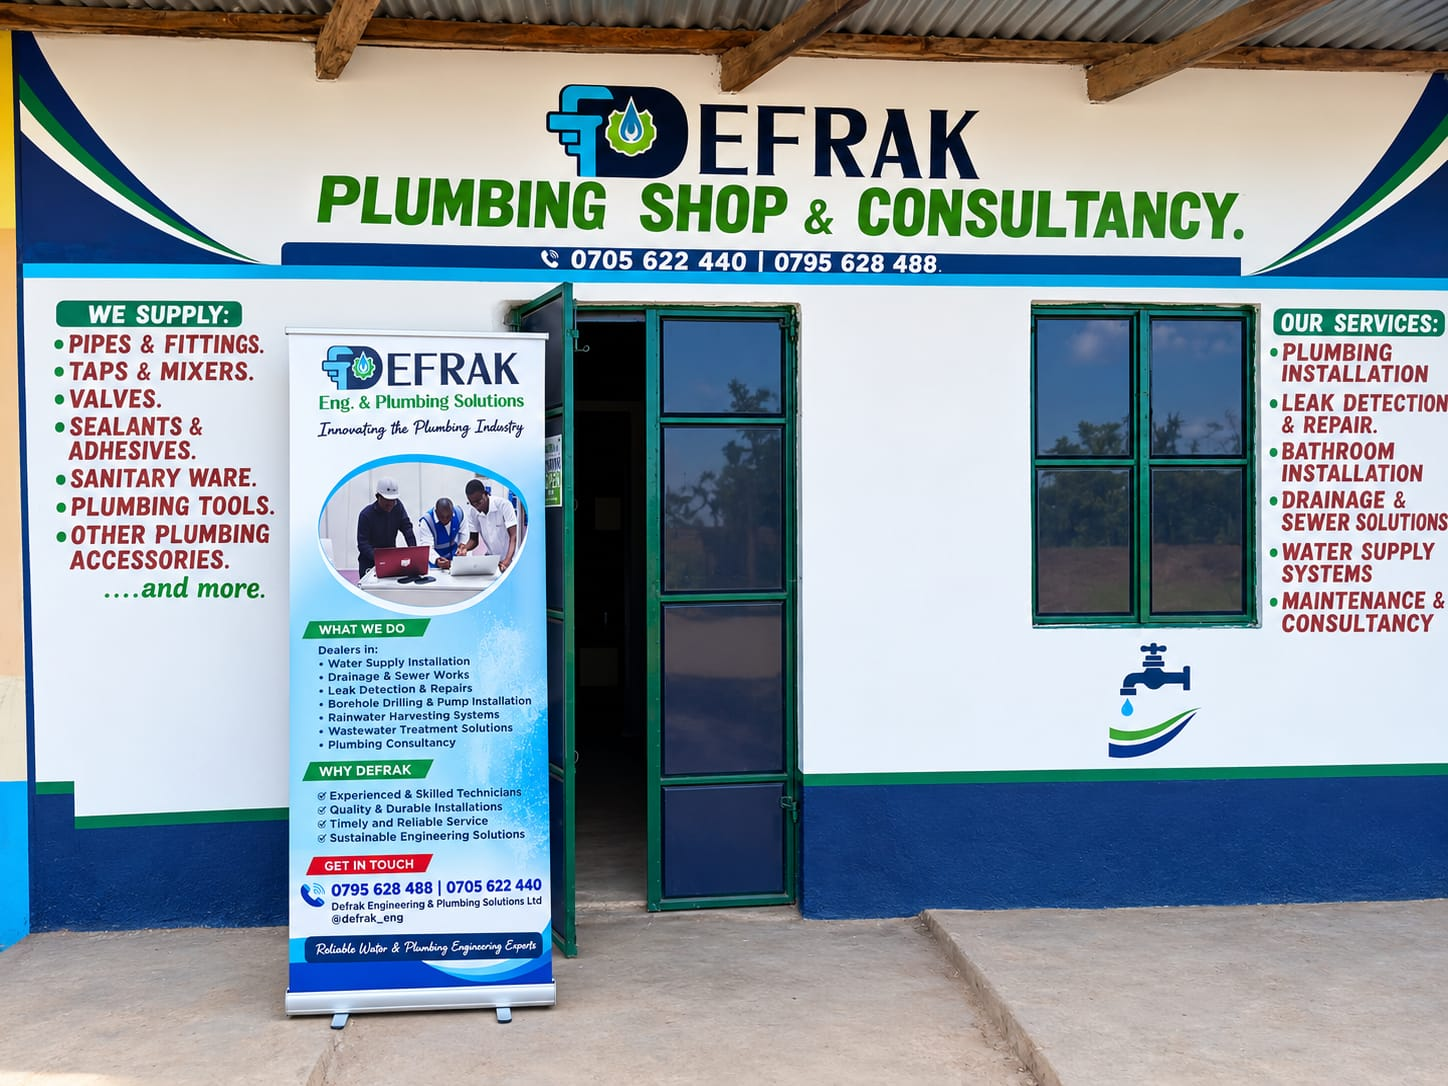 DEFRAK
PLUMBING SHOP & CONSULTANCY.
0705 622 440 | 0795 628 488.
WE SUPPLY:
• PIPES & FITTINGS.
• TAPS & MIXERS.
• VALVES.
• SEALANTS &
ADHESIVES.
• SANITARY WARE.
• PLUMBING TOOLS.
• OTHER PLUMBING
ACCESSORIES.
....and more.
DEFRAK
Eng. & Plumbing Solutions
Innovating the Plumbing Industry
WHAT WE DO
Dealers in:
• Water Supply Installation
• Drainage & Sewer Works
• Leak Detection & Repairs
• Borehole Drilling & Pump Installation
• Rainwater Harvesting Systems
• Wastewater Treatment Solutions
• Plumbing Consultancy
WHY DEFRAK
Experienced & Skilled Technicians
Quality & Durable Installations
Timely and Reliable Service
Sustainable Engineering Solutions
GET IN TOUCH
0795 628 488 | 0705 622 440
Defrak Engineering & Plumbing Solutions Ltd
@defrak_eng
Reliable Water & Plumbing Engineering Experts
OPEN
OUR SERVICES:
• PLUMBING
INSTALLATION
• LEAK DETECTION
& REPAIR.
• BATHROOM
INSTALLATION
• DRAINAGE &
SEWER SOLUTIONS
• WATER SUPPLY
SYSTEMS
• MAINTENANCE &
CONSULTANCY